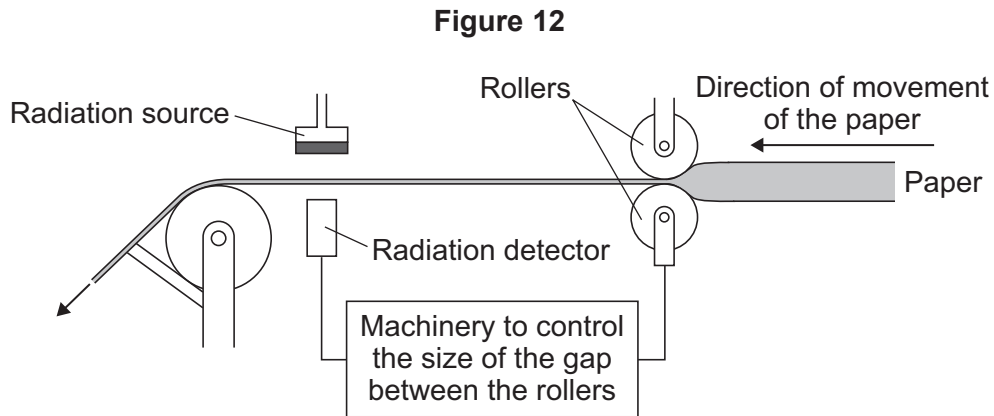 Figure 12
Radiation source
Rollers
Direction of movement
of the paper
Paper
Radiation detector
Machinery to control
the size of the gap
between the rollers